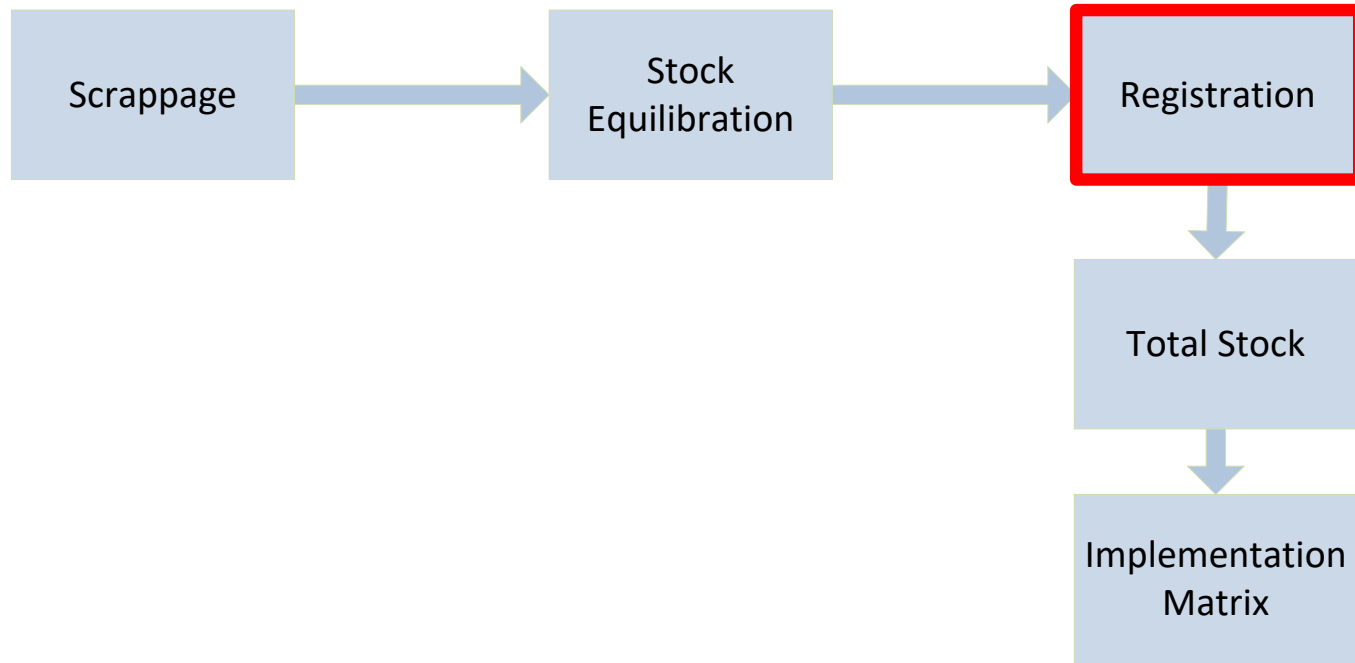 Scrappage
Stock
Equilibration
Registration
Total Stock
Implementation
Matrix